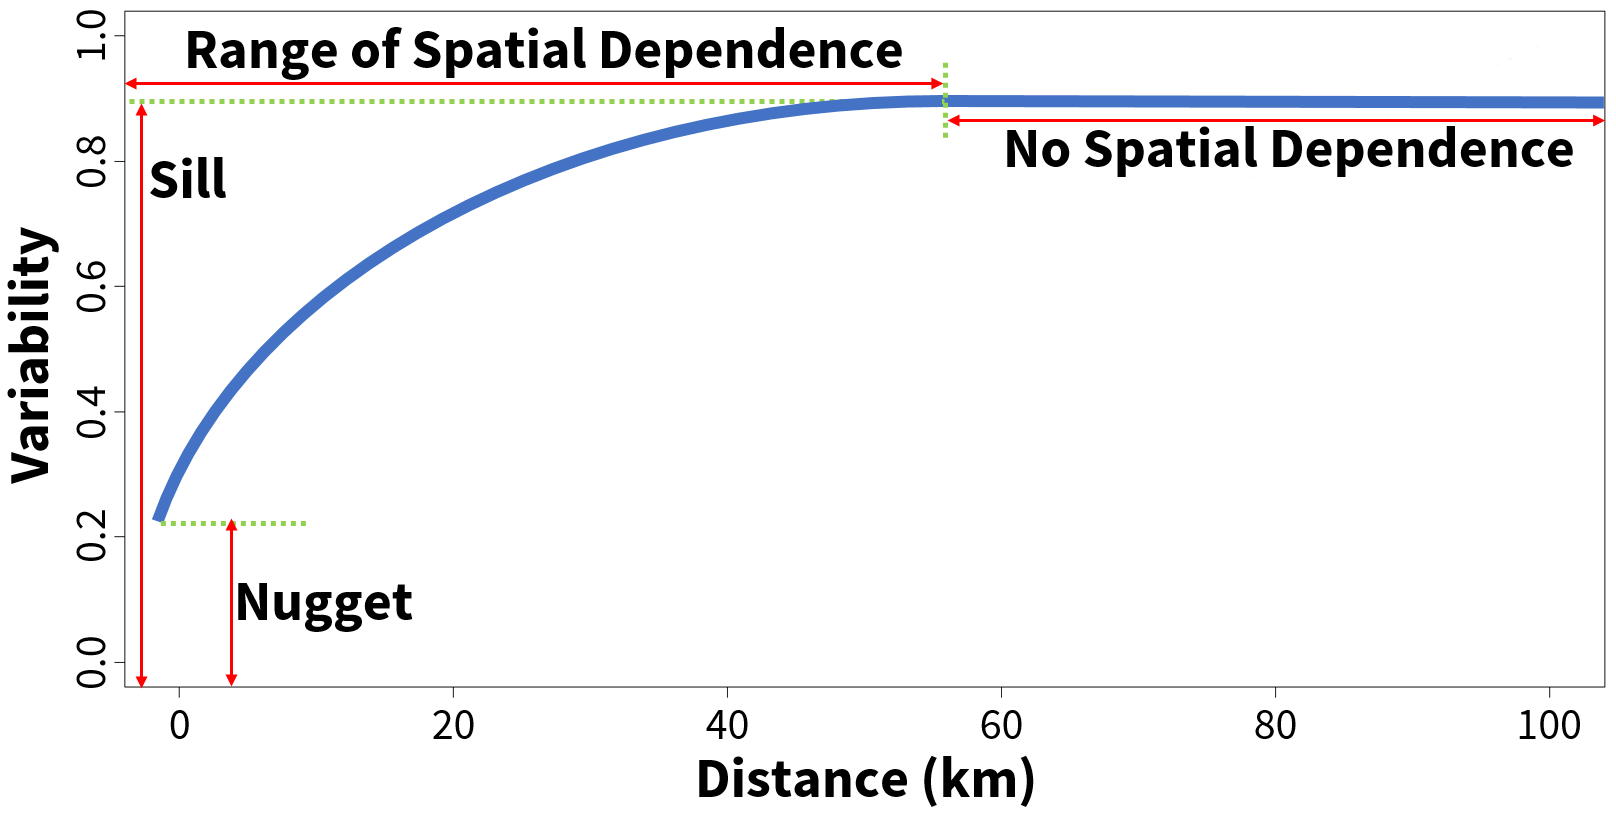 Range of Spatial Dependence
No Spatial Dependence
Sill
Nugget
Variability
1.0
0.8
0.6
0.4
0.2
0.0
0 20 40 60 80 100
Distance (km)